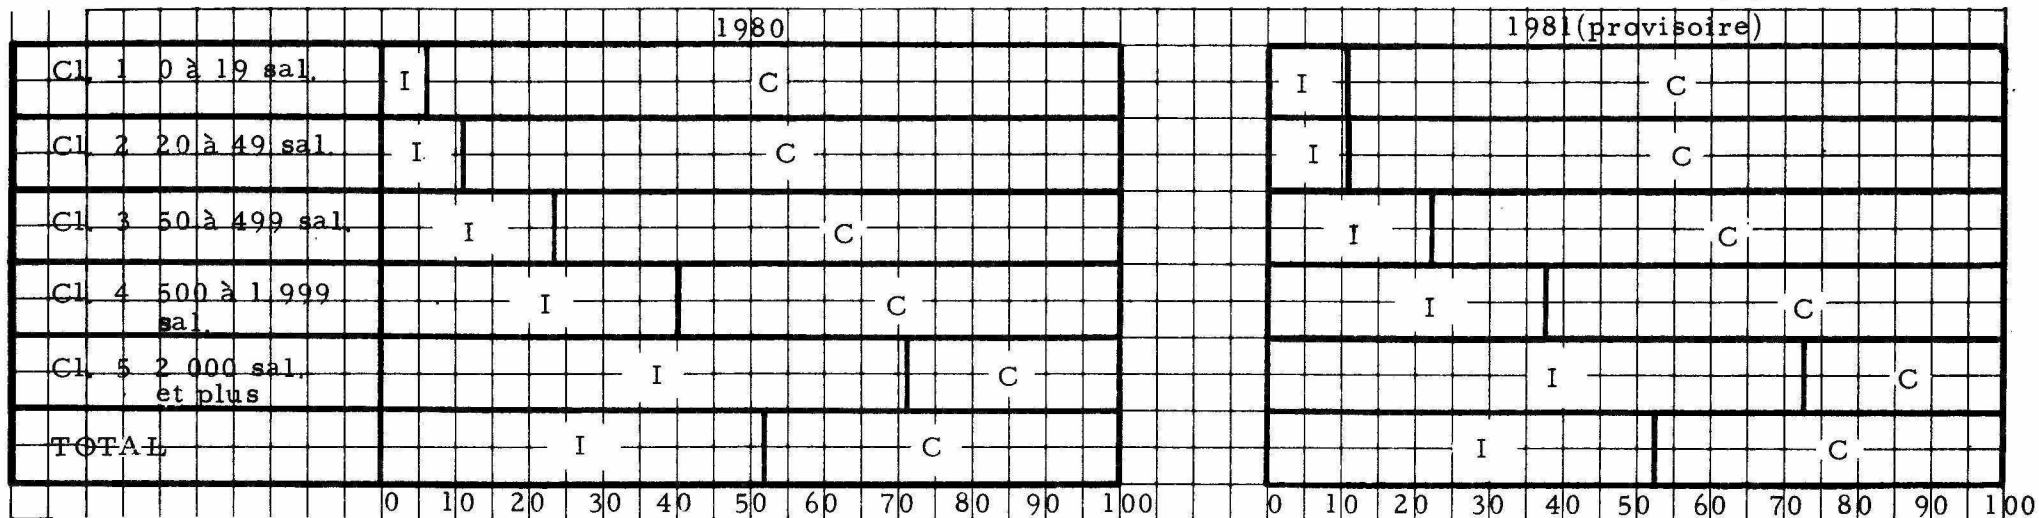 1980 1981(provisoire)
Cl. 1 0 à 19 sal. I C I C
Cl. 2 20 à 49 sal. I C I C
Cl. 3 50 à 499 sal. I C I C
Cl. 4 500 à 1.999 I C I C
sal.
Cl. 5 2 000 sal. I C I C
et plus
TOTAL I C I C
0 10 20 30 40 50 60 70 80 90 100 0 10 20 30 40 50 60 70 80 90 100